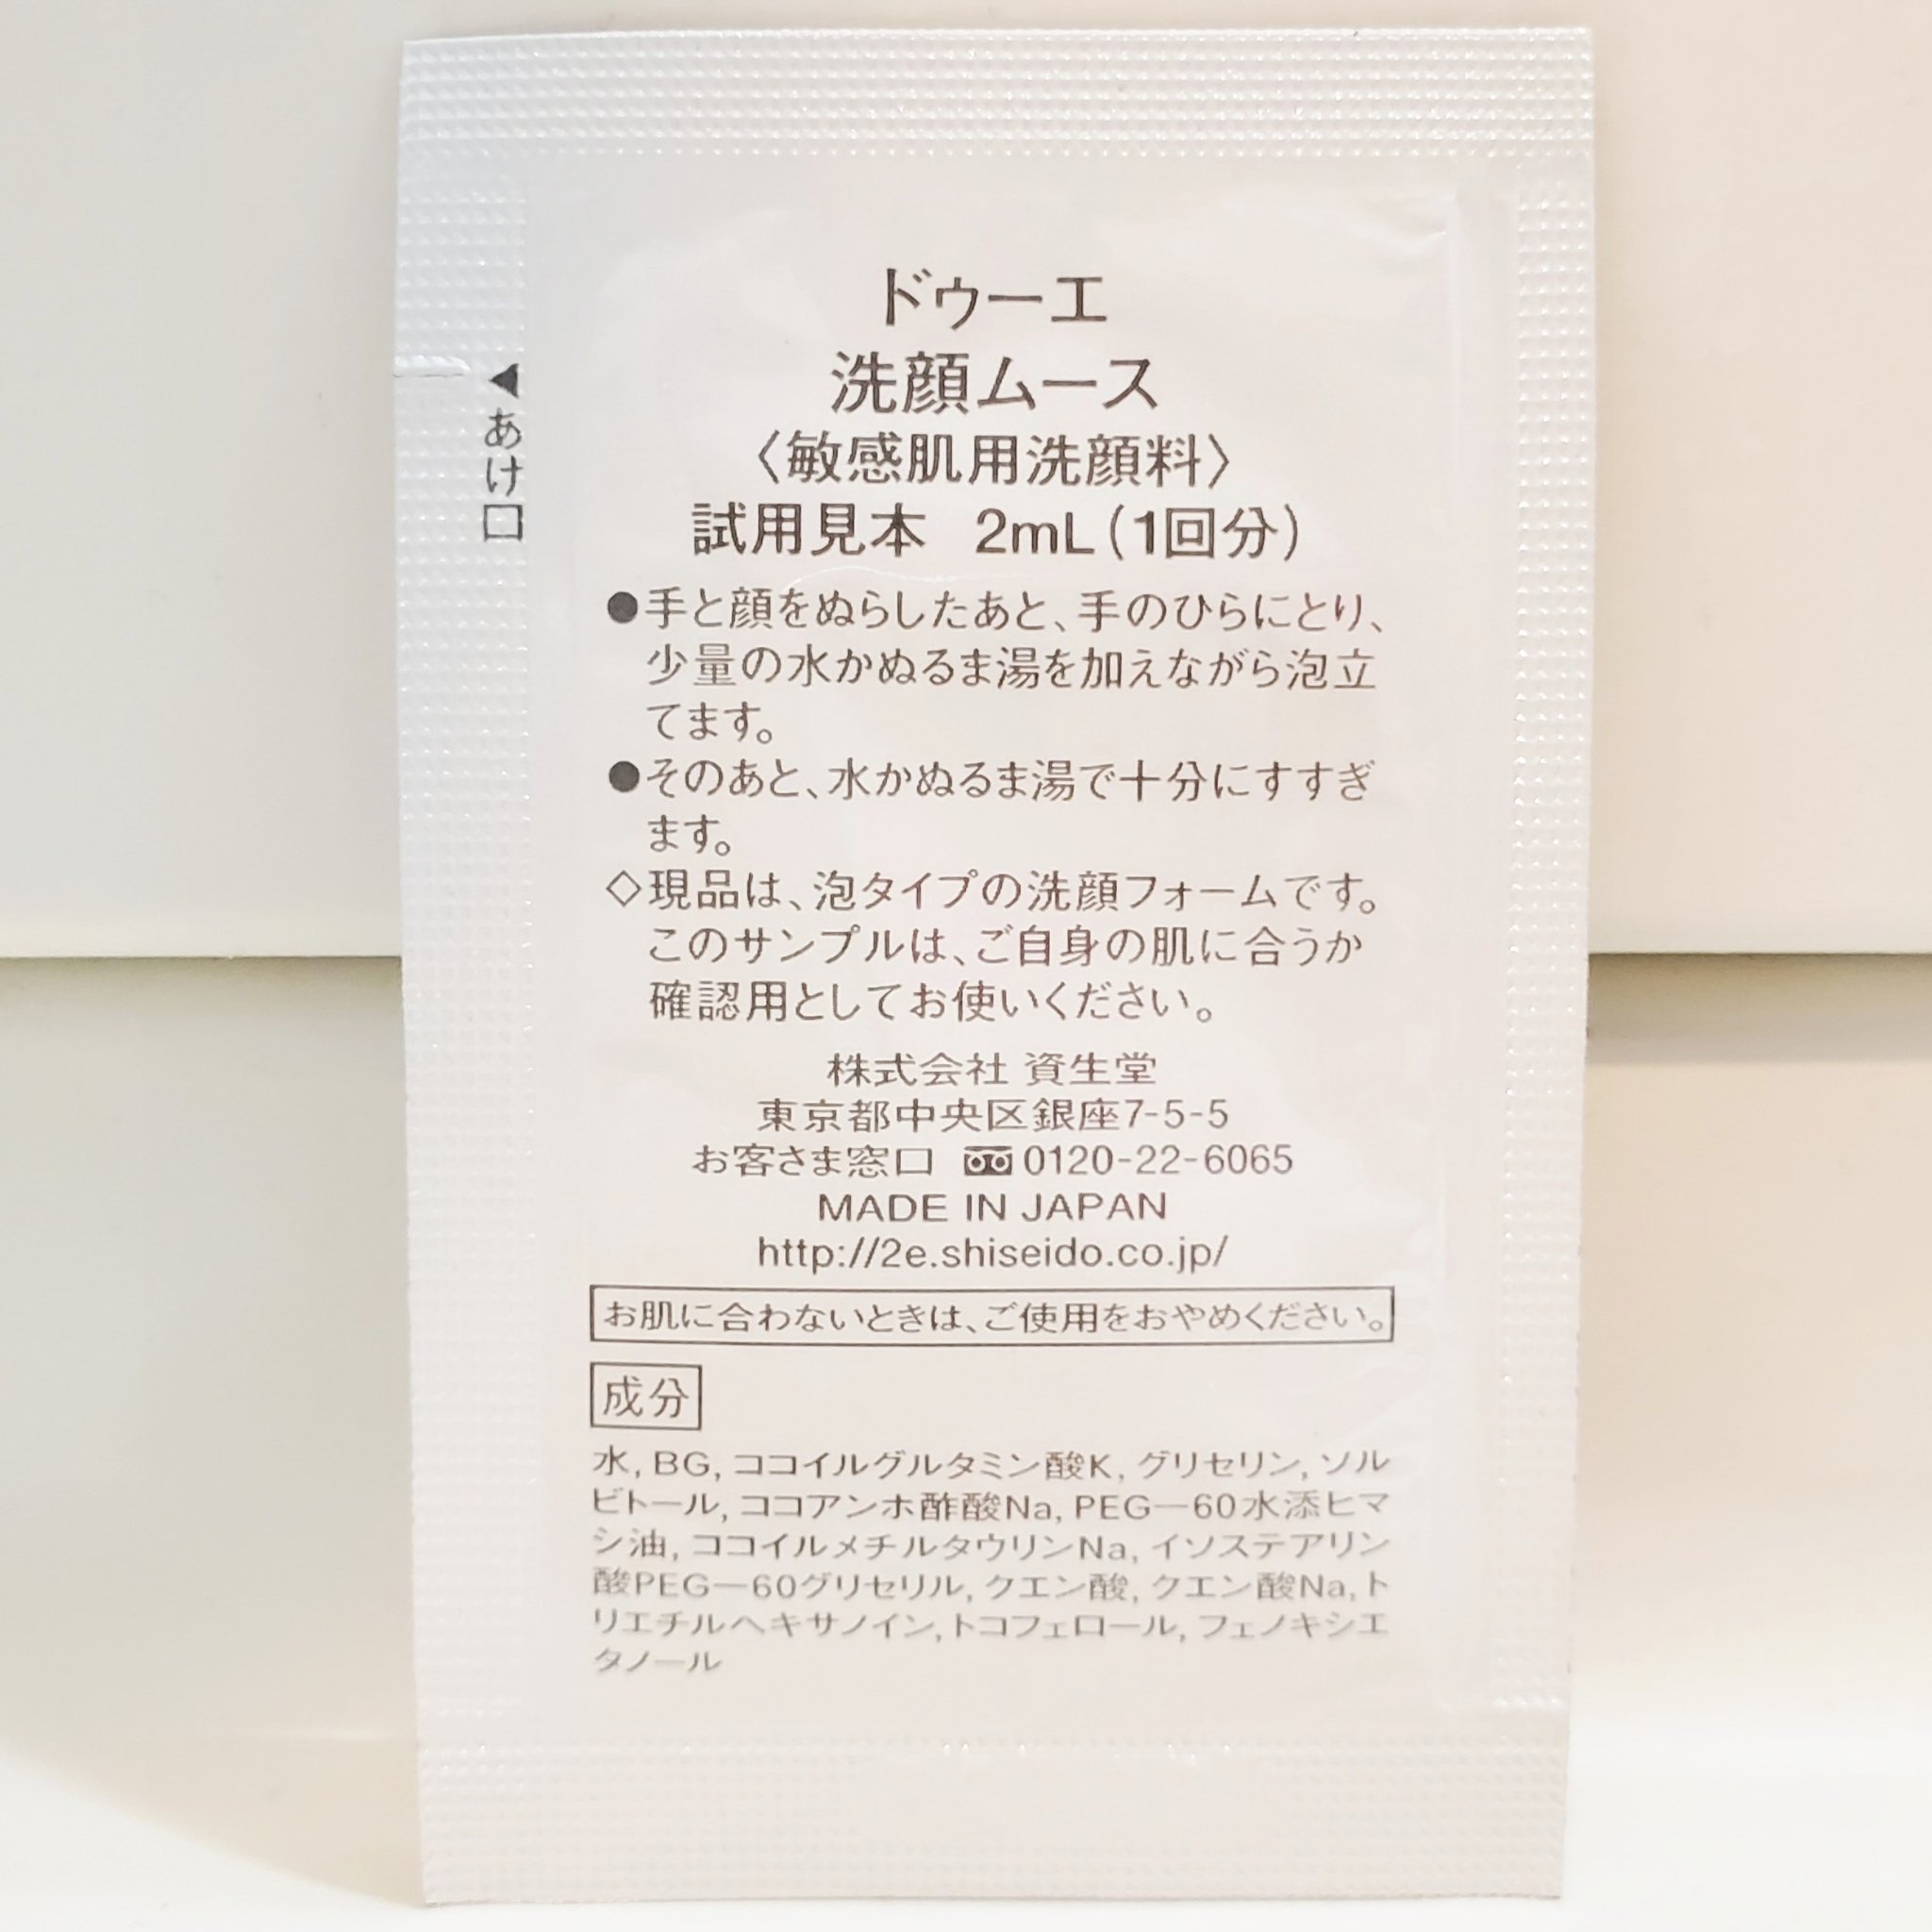 ドゥーエ
洗顔ムース
〈敏感肌用洗顔料〉
試用見本 2mL(1回分)
◀あけ口
●手と顔をぬらしたあと、手のひらにとり、
少量の水かぬるま湯を加えながら泡立
てます。
●そのあと、水かぬるま湯で十分にすすぎ
ます。
◇現品は、泡タイプの洗顔フォームです。
このサンプルは、ご自身の肌に合うか
確認用としてお使いください。
株式会社 資生堂
東京都中央区銀座7-5-5
お客さま窓口 0120-22-6065
MADE IN JAPAN
http://2e.shiseido.co.jp/
お肌に合わないときは、ご使用をおやめください。
成分
水, BG, ココイルグルタミン酸K, グリセリン, ソル
ビトール, ココアンホ酢酸Na, PEG―60水添ヒマ
シ油, ココイルメチルタウリンNa, イソステアリン
酸PEG―60グリセリル, クエン酸, クエン酸Na, ト
リエチルヘキサノイン, トコフェロール, フェノキシエ
タノール